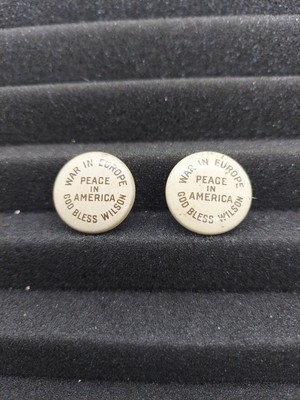 WAR IN EUROPE
PEACE
IN
AMERICA
GOD BLESS WILSON
WAR IN EUROPE
PEACE
IN
AMERICA
GOD BLESS WILSON